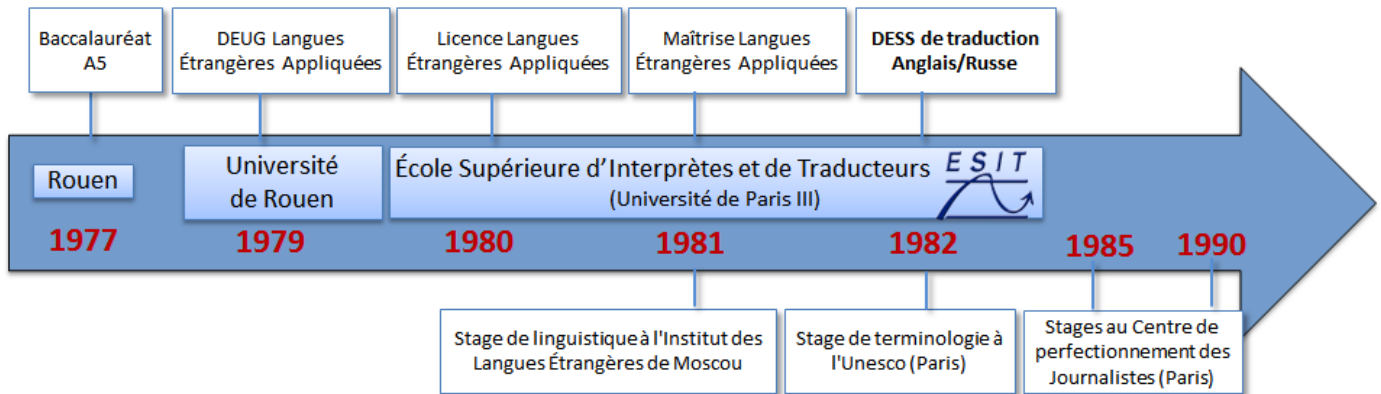 Baccalauréat
A5
DEUG Langues
Étrangères Appliquées
Licence Langues
Étrangères Appliquées
Maîtrise Langues
Étrangères Appliquées
DESS de traduction
Anglais/Russe
Rouen
Université
de Rouen
École Supérieure d'Interprètes et de Traducteurs
(Université de Paris III)
ESIT
1977
1979
1980
1981
1982
1985
1990
Stage de linguistique à l'Institut des
Langues Étrangères de Moscou
Stage de terminologie à
l'Unesco (Paris)
Stages au Centre de
perfectionnement des
Journalistes (Paris)